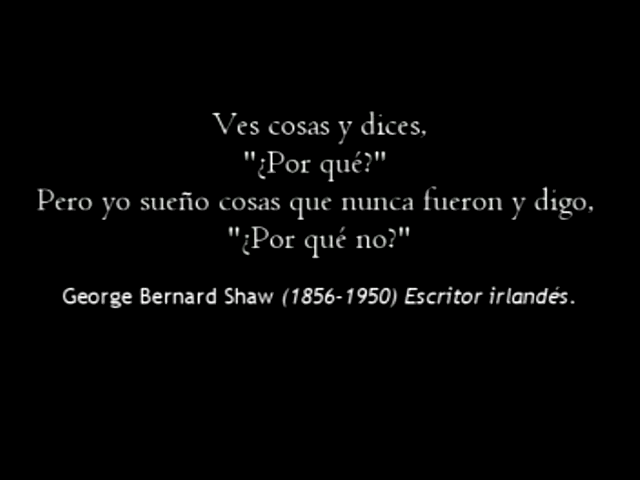 Ves cosas y dices,
"¿Por qué?"
Pero yo sueño cosas que nunca fueron y digo,
"¿Por qué no?"
George Bernard Shaw (1856-1950) Escritor irlandés.